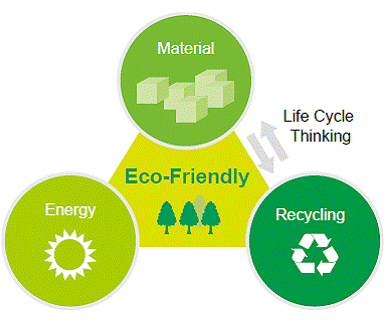 Material
Life Cycle
Thinking
Eco-Friendly
Energy
Recycling